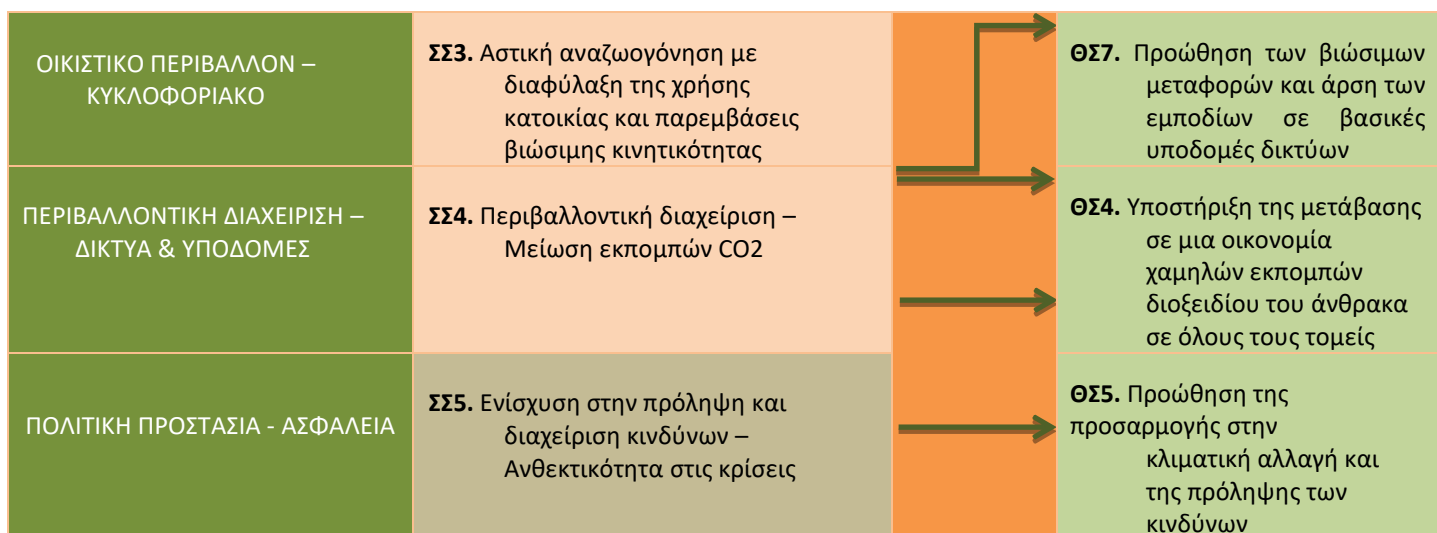 ΟΙΚΙΣΤΙΚΟ ΠΕΡΙΒΑΛΛΟΝ –
ΚΥΚΛΟΦΟΡΙΑΚΟ
ΣΣ3. Αστική αναζωογόνηση με
διαφύλαξη της χρήσης
κατοικίας και παρεμβάσεις
βιώσιμης κινητικότητας
ΘΣ7. Προώθηση των βιώσιμων
μεταφορών και άρση των
εμποδίων σε βασικές
υποδομές δικτύων
ΠΕΡΙΒΑΛΛΟΝΤΙΚΗ ΔΙΑΧΕΙΡΙΣΗ –
ΔΙΚΤΥΑ & ΥΠΟΔΟΜΕΣ
ΣΣ4. Περιβαλλοντική διαχείριση –
Μείωση εκπομπών CO2
ΘΣ4. Υποστήριξη της μετάβασης
σε μια οικονομία
χαμηλών εκπομπών
διοξειδίου του άνθρακα
σε όλους τους τομείς
ΠΟΛΙΤΙΚΗ ΠΡΟΣΤΑΣΙΑ - ΑΣΦΑΛΕΙΑ
ΣΣ5. Ενίσχυση στην πρόληψη και
διαχείριση κινδύνων –
Ανθεκτικότητα στις κρίσεις
ΘΣ5. Προώθηση της
προσαρμογής στην
κλιματική αλλαγή και
της πρόληψης των
κινδύνων